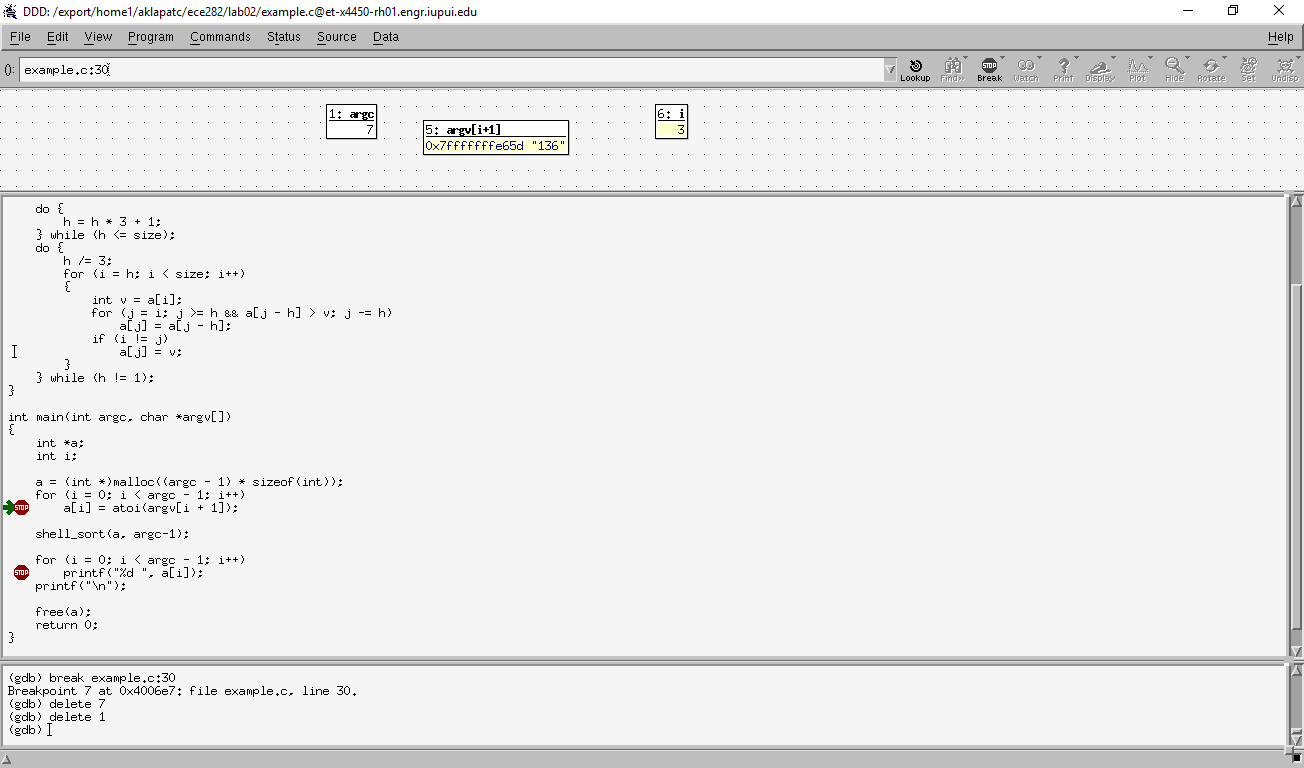 DDD: /export/home1/aklapatc/ece282/lab02/example.c@et-x4450-rh01.engr.iupui.edu
File Edit View Program Commands Status Source Data Help
(): example.c:30
Lookup Find» Break Watch Print Display Plot Hide Rotate Set Undisp
1: argc
7
5: argv[i+1]
0x7fffffffe65d "136"
6: i
3
do {
h = h * 3 + 1;
} while (h <= size);
do {
h /= 3;
for (i = h; i < size; i++)
{
int v = a[i];
for (j = i; j >= h && a[j - h] > v; j -= h)
a[j] = a[j - h];
if (i != j)
a[j] = v;
}
} while (h != 1);
}
int main(int argc, char *argv[])
{
int *a;
int i;
a = (int *)malloc((argc - 1) * sizeof(int));
for (i = 0; i < argc - 1; i++)
STOP a[i] = atoi(argv[i + 1]);
shell_sort(a, argc-1);
for (i = 0; i < argc - 1; i++)
STOP printf("%d ", a[i]);
printf("\n");
free(a);
return 0;
}
(gdb) break example.c:30
Breakpoint 7 at 0x4006e7: file example.c, line 30.
(gdb) delete 7
(gdb) delete 1
(gdb)